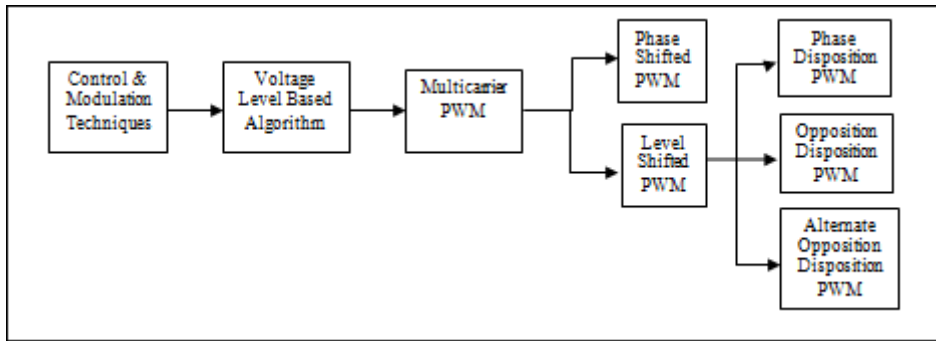 Control &
Modulation
Techniques
Voltage
Level Based
Algorithm
Multicarrier
PWM
Phase
Shifted
PWM
Level
Shifted
PWM
Phase
Disposition
PWM
Opposition
Disposition
PWM
Alternate
Opposition
Disposition
PWM